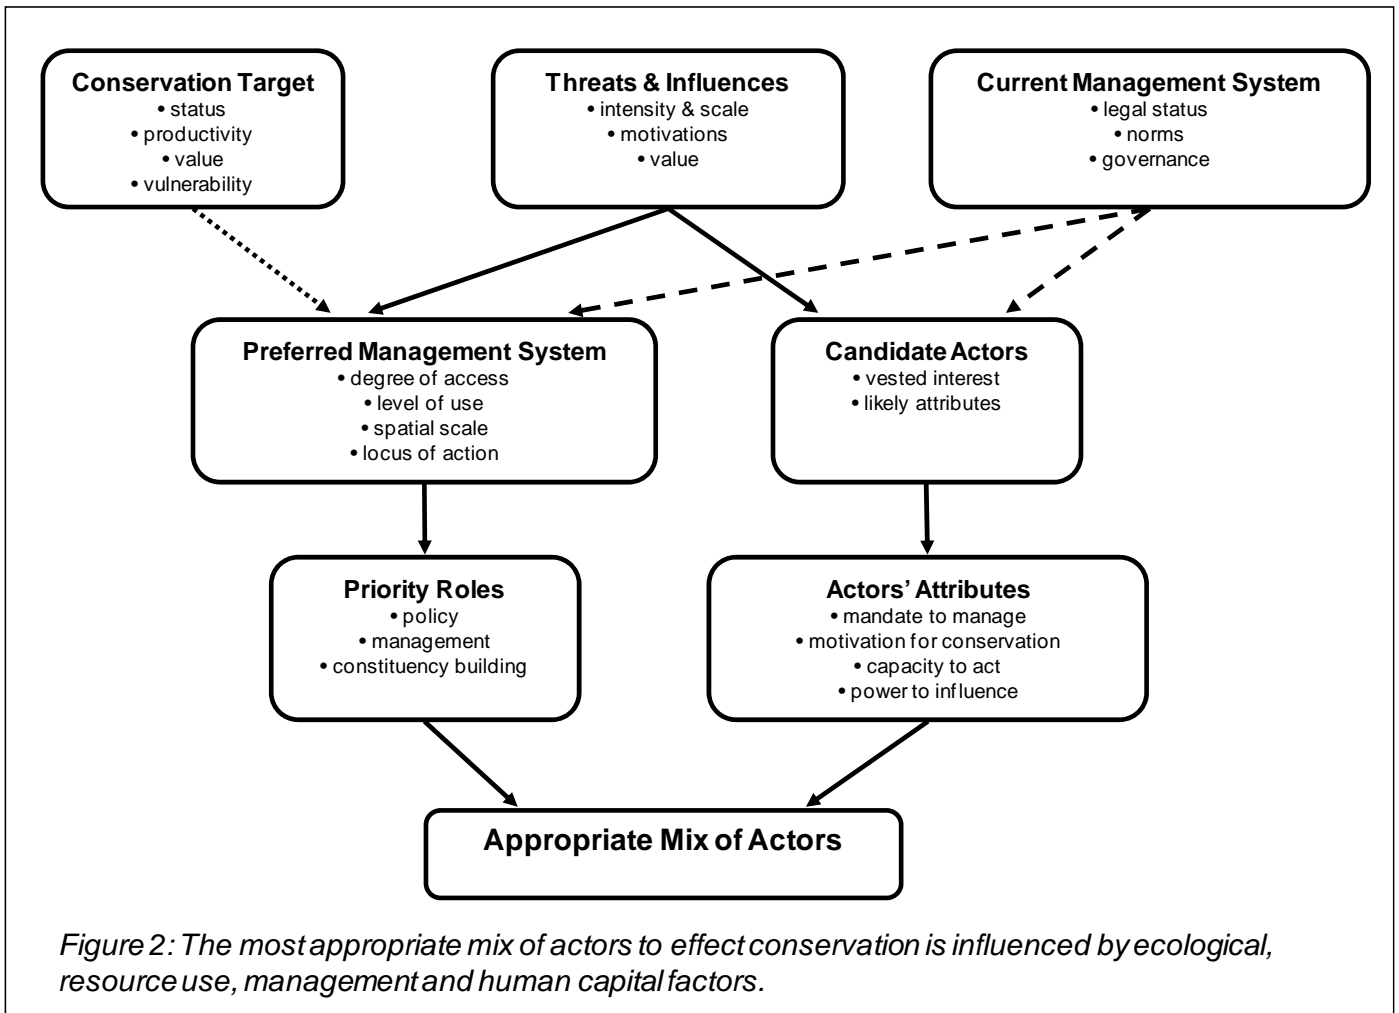 Conservation Target
• status
• productivity
• value
• vulnerability
Threats & Influences
• intensity & scale
• motivations
• value
Current Management System
• legal status
• norms
• governance
Preferred Management System
• degree of access
• level of use
• spatial scale
• locus of action
Candidate Actors
• vested interest
• likely attributes
Priority Roles
• policy
• management
• constituency building
Actors’ Attributes
• mandate to manage
• motivation for conservation
• capacity to act
• power to influence
Appropriate Mix of Actors
Figure 2: The most appropriate mix of actors to effect conservation is influenced by ecological,
resource use, management and human capital factors.